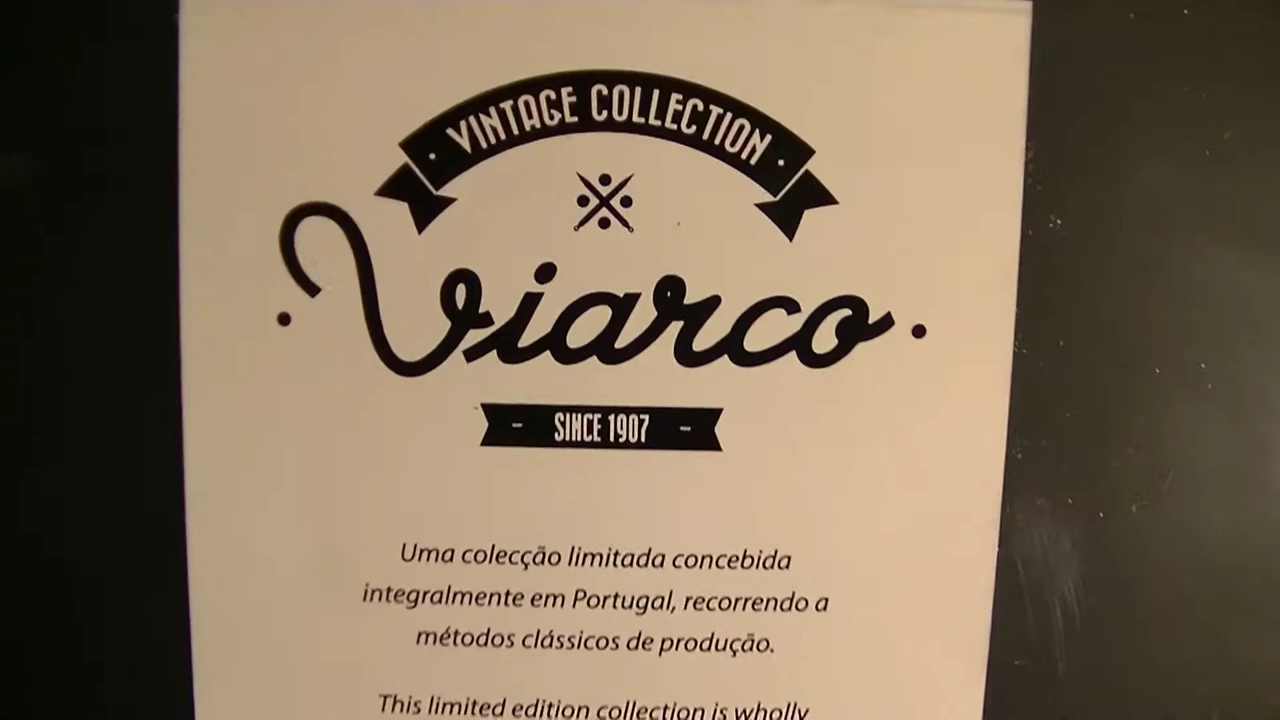 · VINTAGE COLLECTION ·
· Viarco ·
- SINCE 1907 -
Uma colecção limitada concebida
integralmente em Portugal, recorrendo a
métodos clássicos de produção.
This limited edition collection is wholly